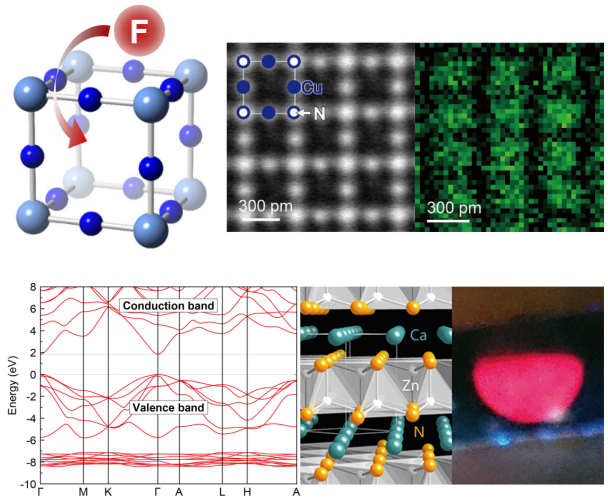 F
Cu
N
300 pm
300 pm
8
6
4
2
0
-2
-4
-6
-8
-10
Energy (eV)
Conduction band
Valence band
Γ M K Γ A L H A
Ca
Zn
N